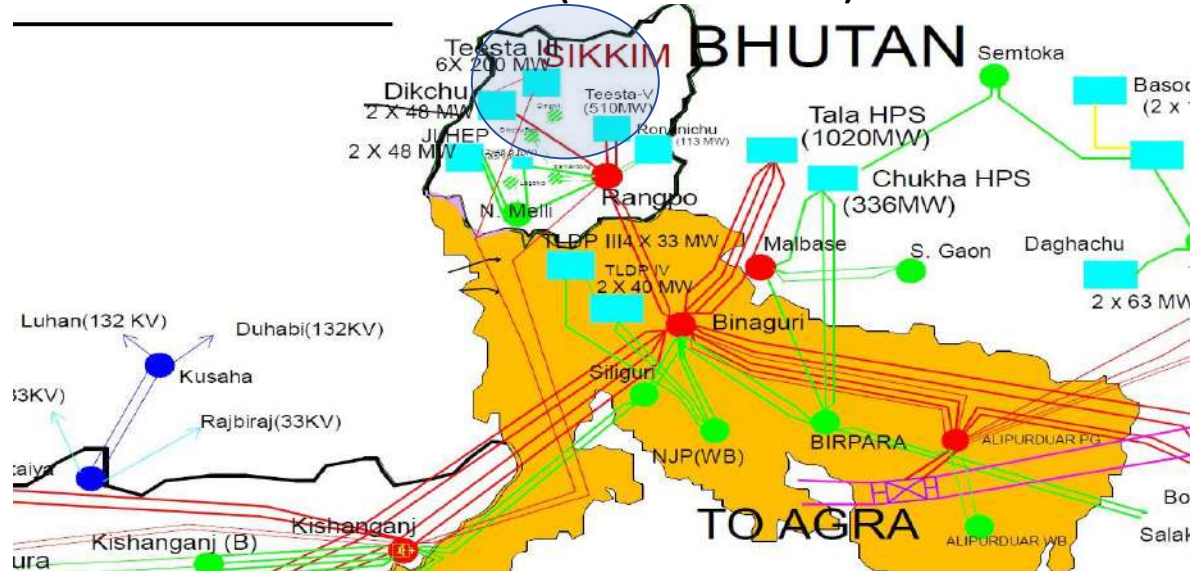 Teesta III
6X 200 MW
SIKKIM
BHUTAN
Semtoka
Dikchu
2 X 48 MW
Teesta-V
(510MW)
Tala HPS
(1020MW)
(2 x
JLHEP
2 X 48 MW
(113 MW)
Rangpo
Chukha HPS
(336MW)
N. Melli
TLDP III4 X 33 MW
Malbase
S. Gaon
Daghachu
TLDP IV
2 X 40 MW
2 x 63 MW
Luhan(132 KV)
Duhabi(132KV)
Binaguri
Kusaha
Siliguri
33KV)
Rajbiraj(33KV)
BIRPARA
ALIPURDUAR PG
NJP(WB)
TO AGRA
Kishanganj
Kishanganj (B)
ALIPURDUAR WB